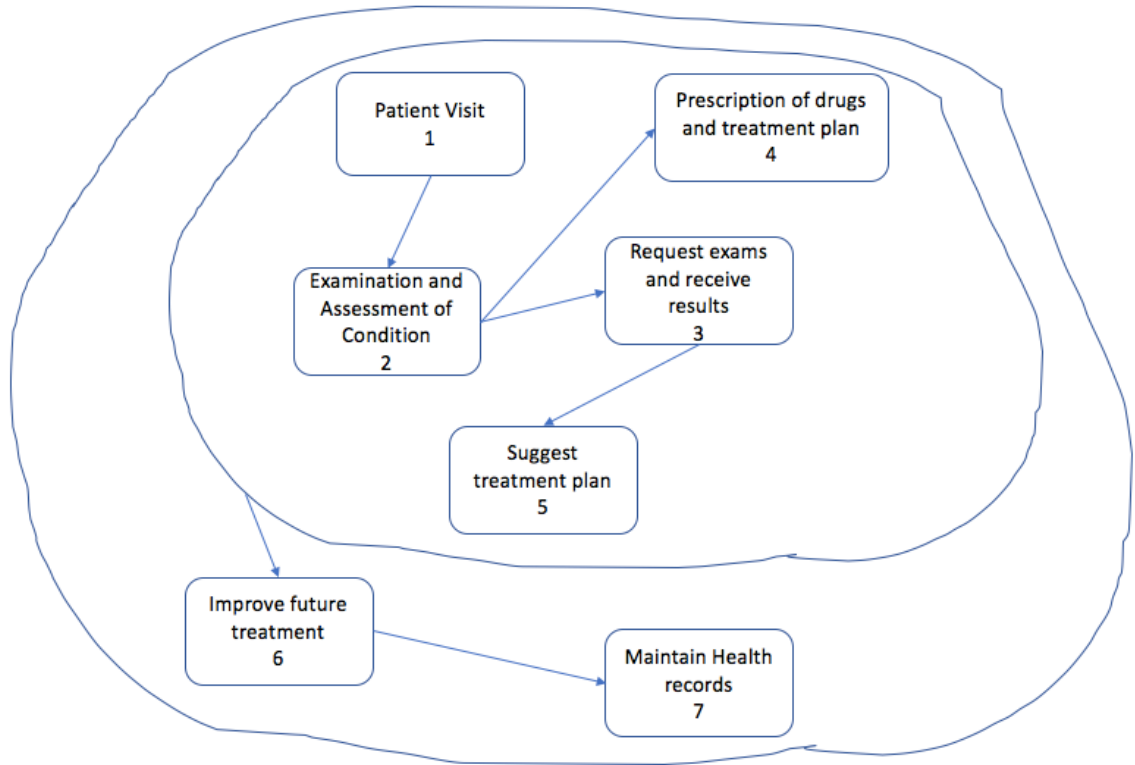 Patient Visit
1
Prescription of drugs
and treatment plan
4
Examination and
Assessment of
Condition
2
Request exams
and receive
results
3
Suggest
treatment plan
5
Improve future
treatment
6
Maintain Health
records
7